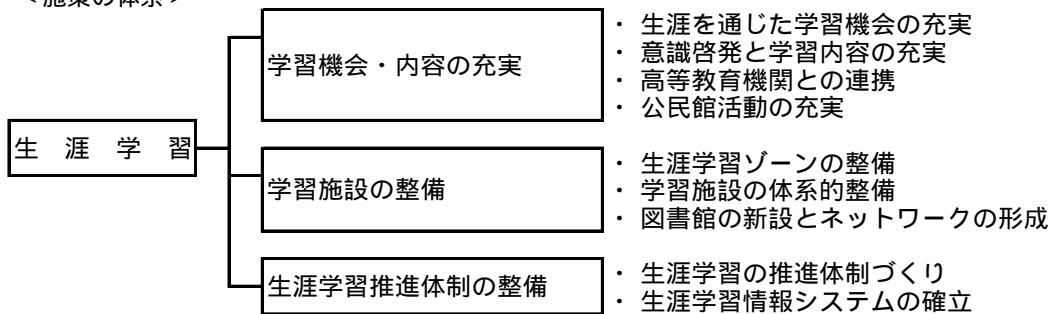 ＜施策の体系＞
学習機会・内容の充実
・ 生涯を通じた学習機会の充実
・ 意識啓発と学習内容の充実
・ 高等教育機関との連携
・ 公民館活動の充実
生 涯 学 習
学習施設の整備
・ 生涯学習ゾーンの整備
・ 学習施設の体系的整備
・ 図書館の新設とネットワークの形成
生涯学習推進体制の整備
・ 生涯学習の推進体制づくり
・ 生涯学習情報システムの確立